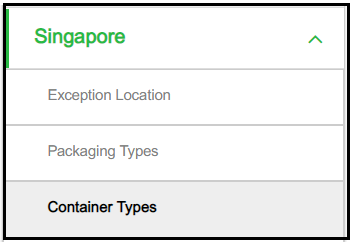 Singapore
Exception Location
Packaging Types
Container Types